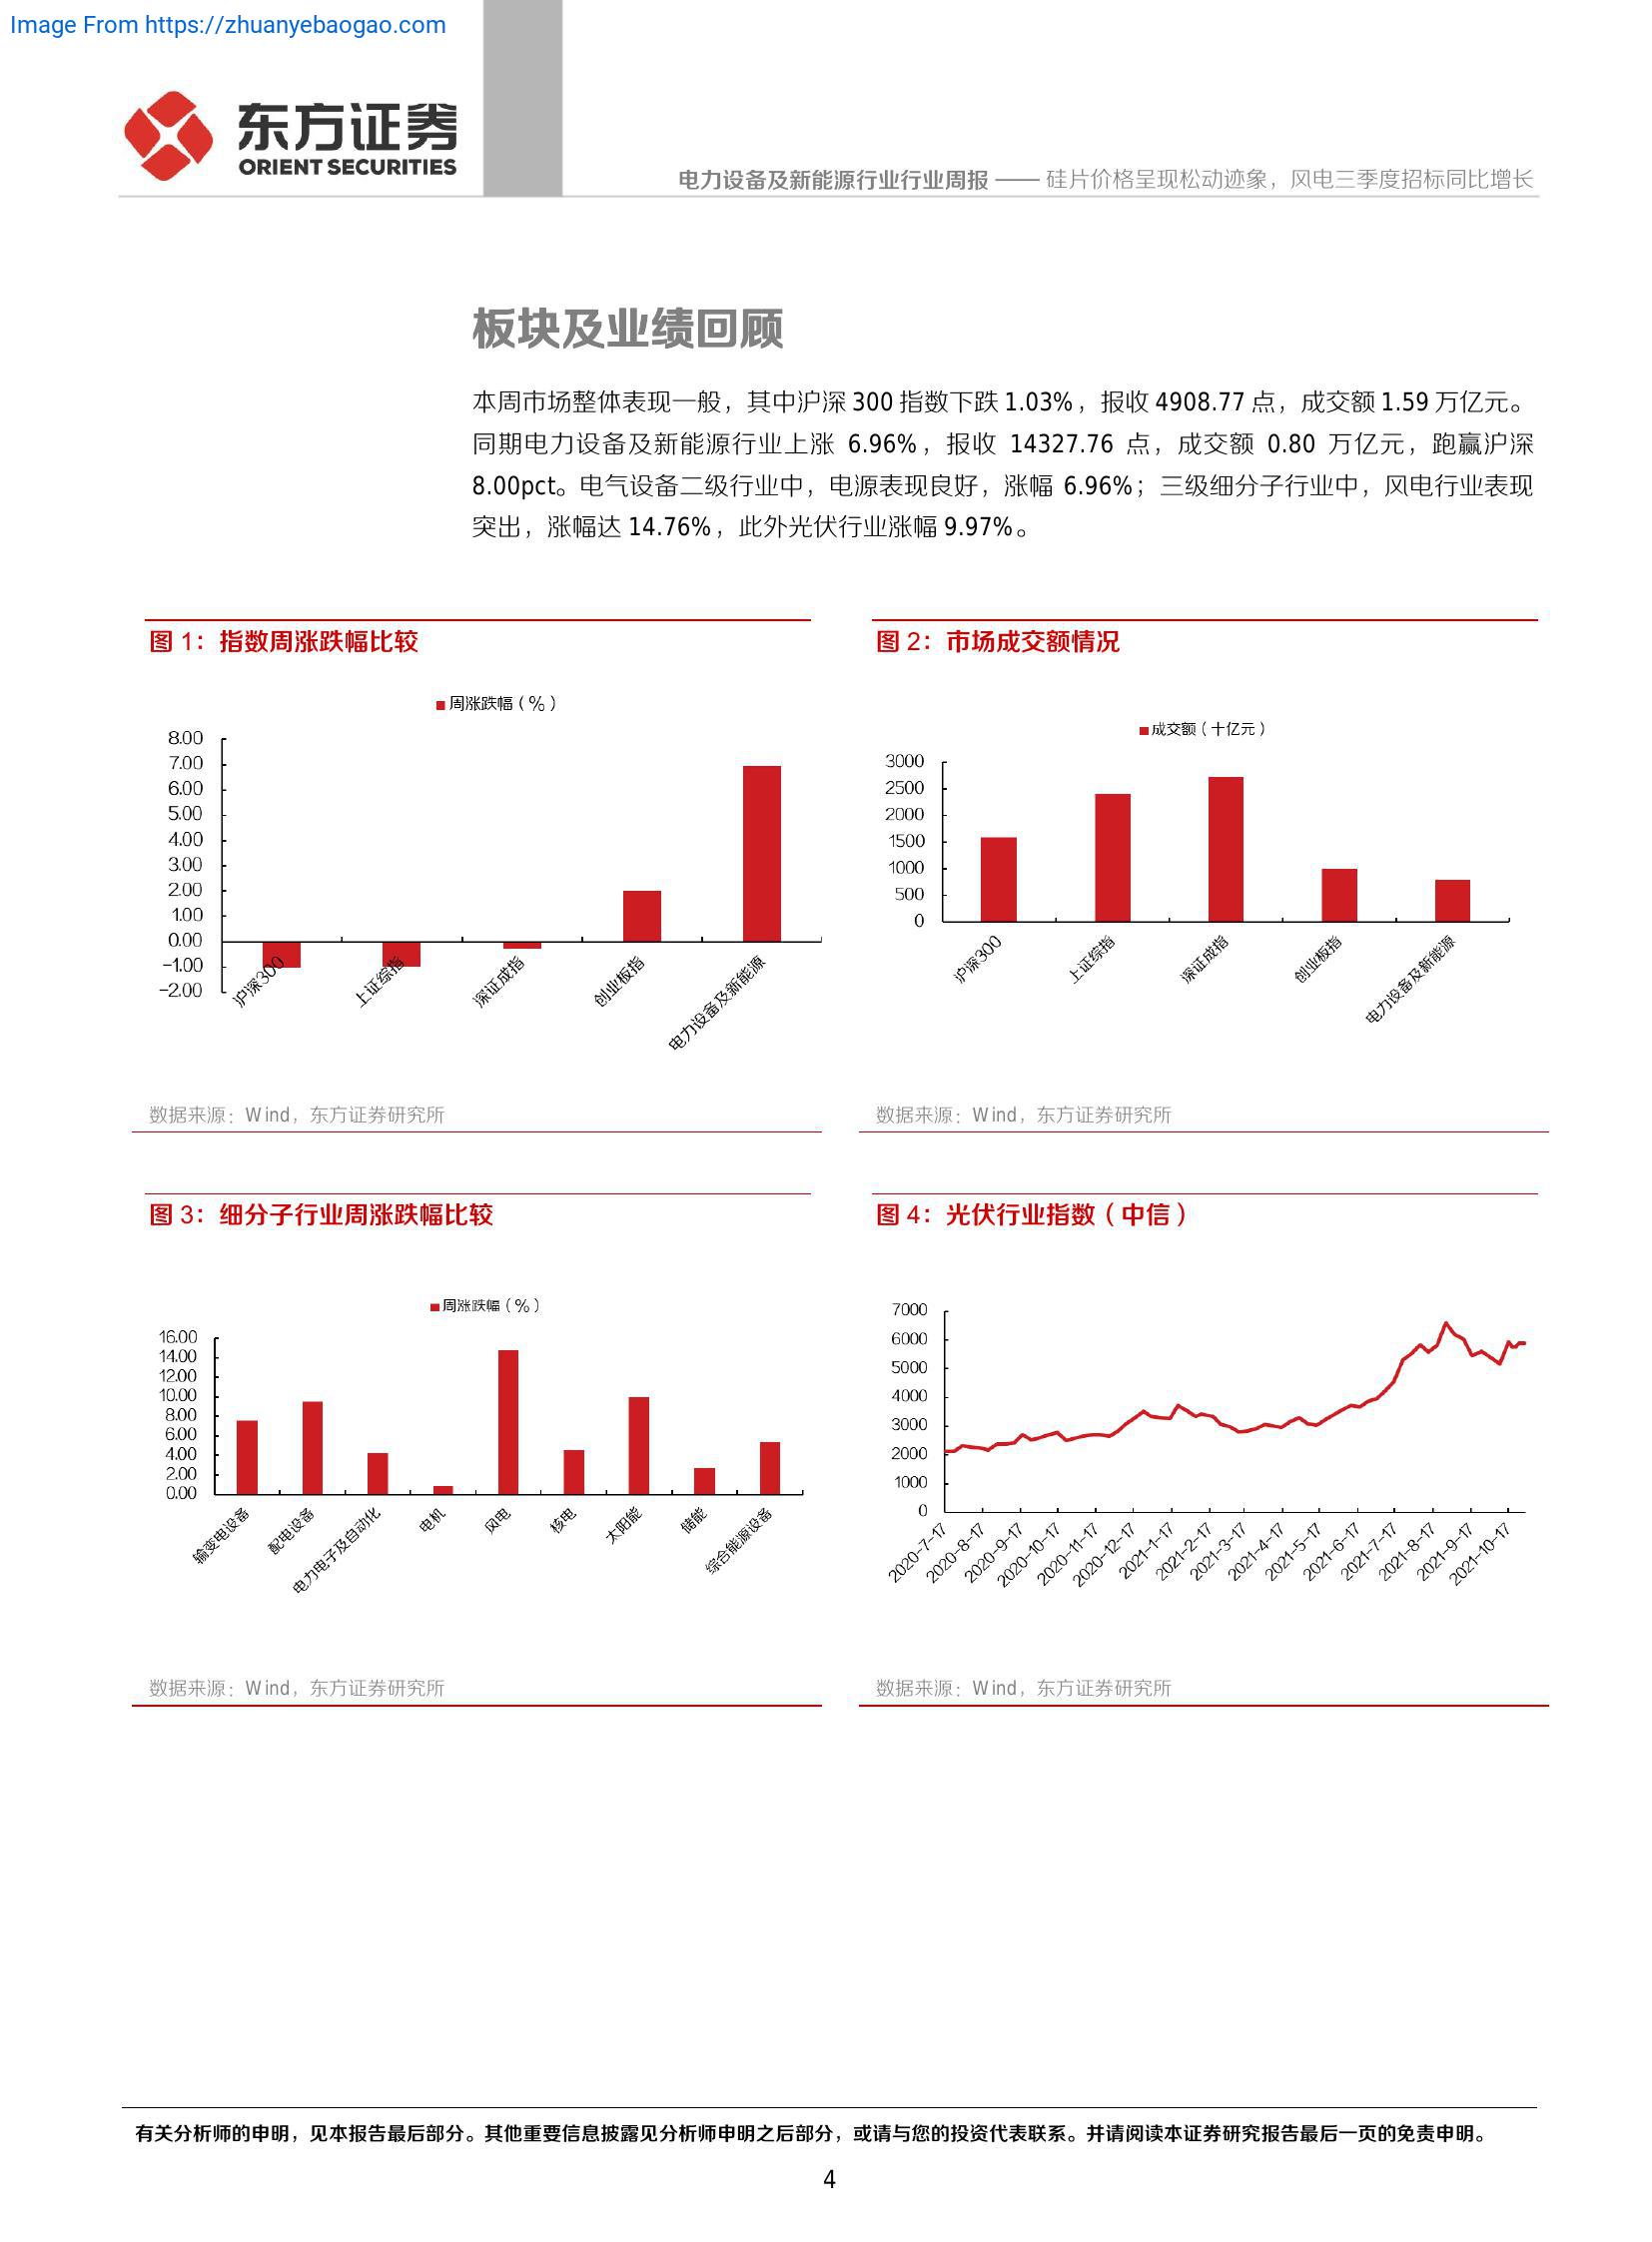 Image From https://zhuanyebaogao.com
东方证券
ORIENT SECURITIES
电力设备及新能源行业行业周报 —— 硅片价格呈现松动迹象，风电三季度招标同比增长
板块及业绩回顾
本周市场整体表现一般，其中沪深 300 指数下跌 1.03%，报收 4908.77 点，成交额 1.59 万亿元。
同期电力设备及新能源行业上涨 6.96%，报收 14327.76 点，成交额 0.80 万亿元，跑赢沪深
8.00pct。电气设备二级行业中，电源表现良好，涨幅 6.96%；三级细分子行业中，风电行业表现
突出，涨幅达 14.76%，此外光伏行业涨幅 9.97%。
图 1：指数周涨跌幅比较
周涨跌幅（%）
8.00
7.00
6.00
5.00
4.00
3.00
2.00
1.00
0.00
-1.00
-2.00
沪深300
上证综指
深证成指
创业板指
电力设备及新能源
数据来源：Wind，东方证券研究所
图 2：市场成交额情况
成交额（十亿元）
3000
2500
2000
1500
1000
500
0
沪深300
上证综指
深证成指
创业板指
电力设备及新能源
数据来源：Wind，东方证券研究所
图 3：细分子行业周涨跌幅比较
周涨跌幅（%）
16.00
14.00
12.00
10.00
8.00
6.00
4.00
2.00
0.00
输变电设备
配电设备
电力电子及自动化
电机
风电
核电
太阳能
储能
综合能源设备
数据来源：Wind，东方证券研究所
图 4：光伏行业指数（中信）
7000
6000
5000
4000
3000
2000
1000
0
2020-7-17
2020-8-17
2020-9-17
2020-10-17
2020-11-17
2020-12-17
2021-1-17
2021-2-17
2021-3-17
2021-4-17
2021-5-17
2021-6-17
2021-7-17
2021-8-17
2021-9-17
2021-10-17
数据来源：Wind，东方证券研究所
有关分析师的申明，见本报告最后部分。其他重要信息披露见分析师申明之后部分，或请与您的投资代表联系。并请阅读本证券研究报告最后一页的免责申明。
4